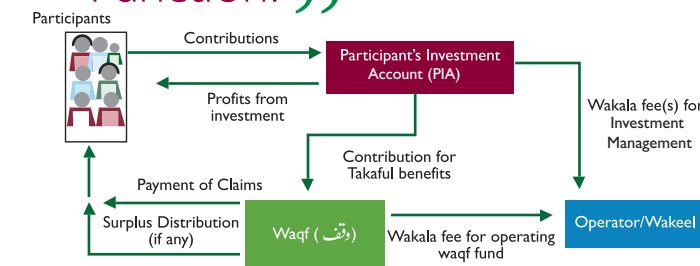 Function.”
Participants
Contributions
Participant's Investment
Account (PIA)
Profits from
investment
Wakala fee(s) for
Investment
Management
Contribution for
Takaful benefits
Payment of Claims
Surplus Distribution
(if any)
Waqf (وقف)
Wakala fee for operating
waqf fund
Operator/Wakeel